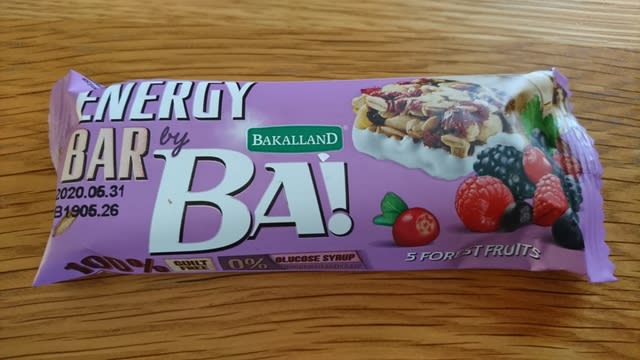 ENERGY
BAR by
BAKALLAND
BA!
2020.05.31
B1905.26
100% GUILT FREE 0% GLUCOSE SYRUP
5 FOREST FRUITS